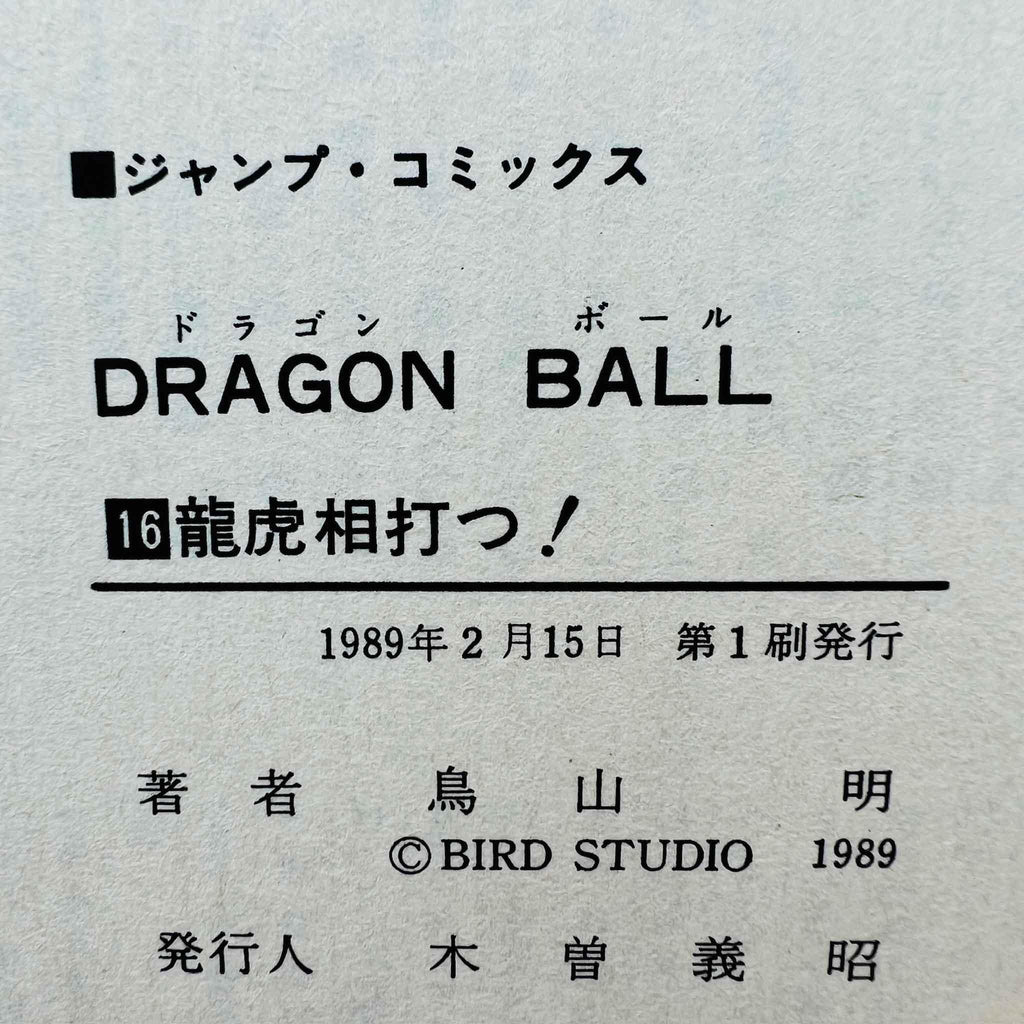 ■ジャンプ・コミックス
ドラゴン ボール
DRAGON BALL
16龍虎相打つ!
1989年2月15日 第1刷発行
著者 鳥山 明
©BIRD STUDIO 1989
発行人 木曽義昭